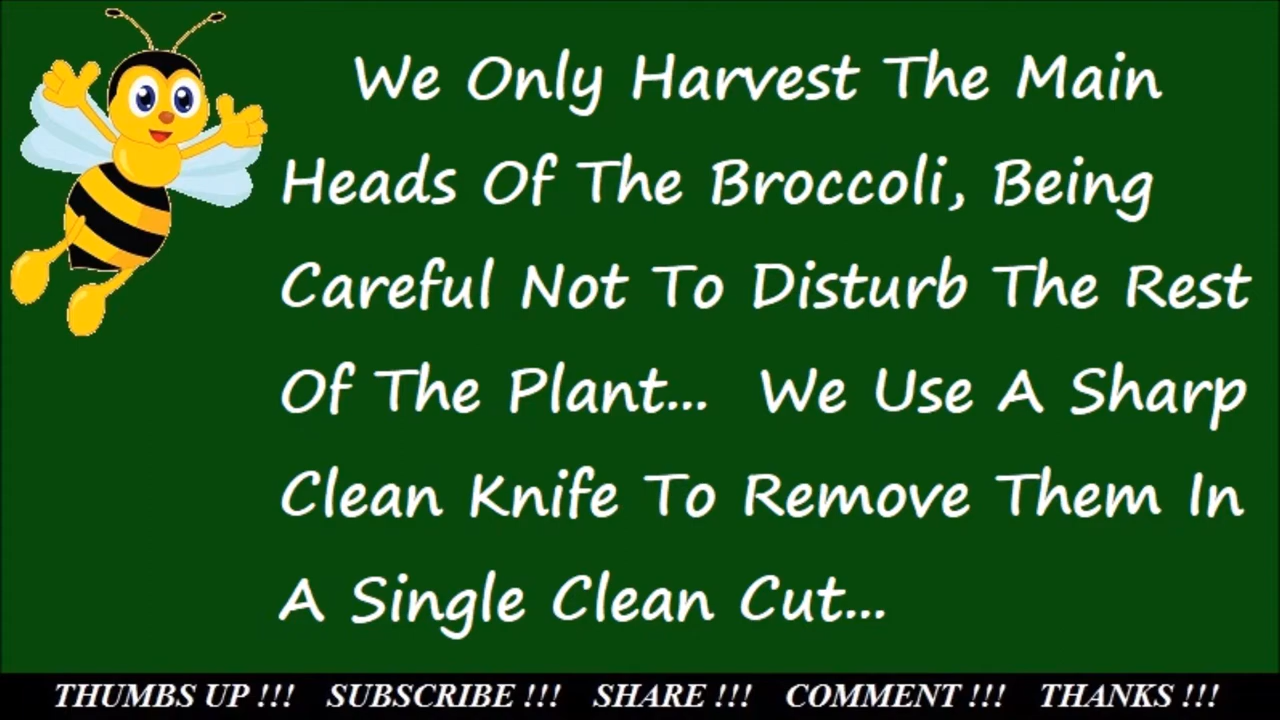 We Only Harvest The Main
Heads Of The Broccoli, Being
Careful Not To Disturb The Rest
Of The Plant... We Use A Sharp
Clean Knife To Remove Them In
A Single Clean Cut...
THUMBS UP !!! SUBSCRIBE !!! SHARE !!! COMMENT !!! THANKS !!!